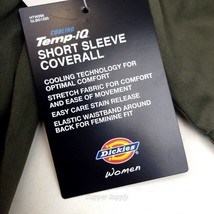 COOLING
Temp-iQ
SHORT SLEEVE
COVERALL
COOLING TECHNOLOGY FOR
OPTIMAL COMFORT
STRETCH FABRIC FOR COMFORT
AND EASE OF MOVEMENT
EASY CARE STAIN RELEASE
ELASTIC WAISTBAND AROUND
BACK FOR FEMININE FIT
Dickies
Women